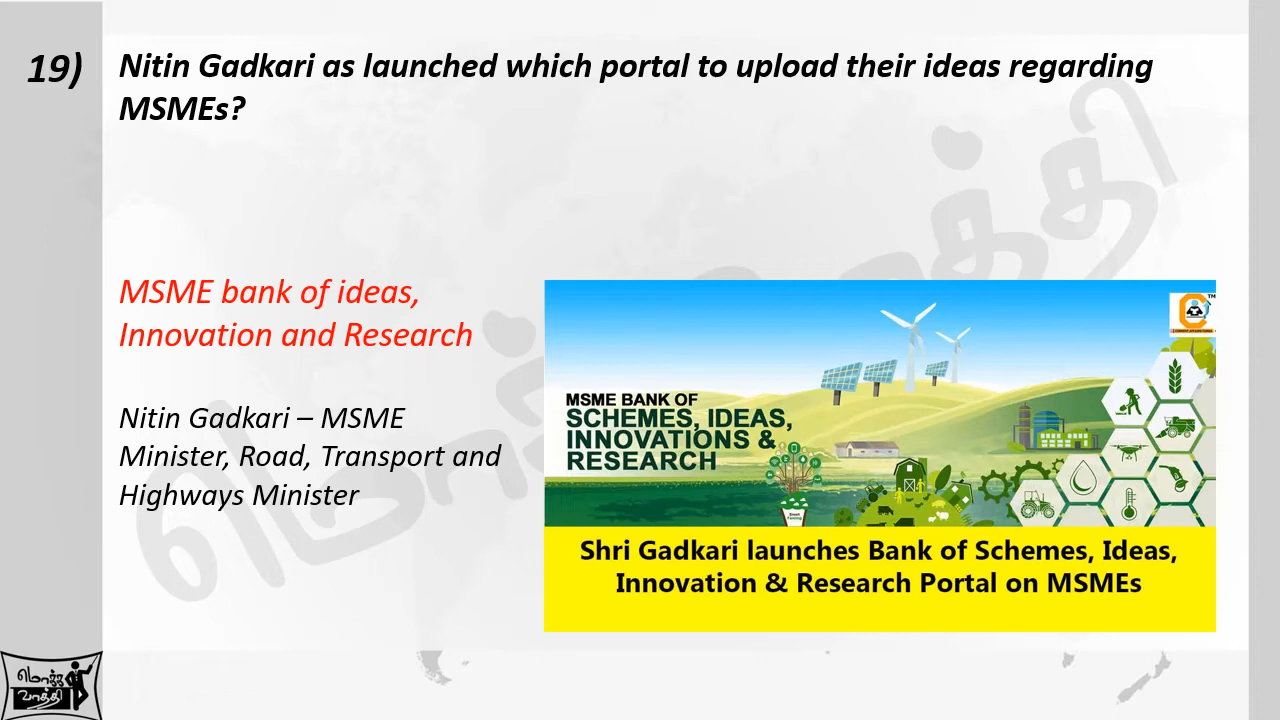 19)
Nitin Gadkari as launched which portal to upload their ideas regarding
MSMEs?
MSME bank of ideas,
Innovation and Research
Nitin Gadkari – MSME
Minister, Road, Transport and
Highways Minister
MSME BANK OF
SCHEMES, IDEAS,
INNOVATIONS &
RESEARCH
Shri Gadkari launches Bank of Schemes, Ideas,
Innovation & Research Portal on MSMEs
மொக்க
வாத்தி